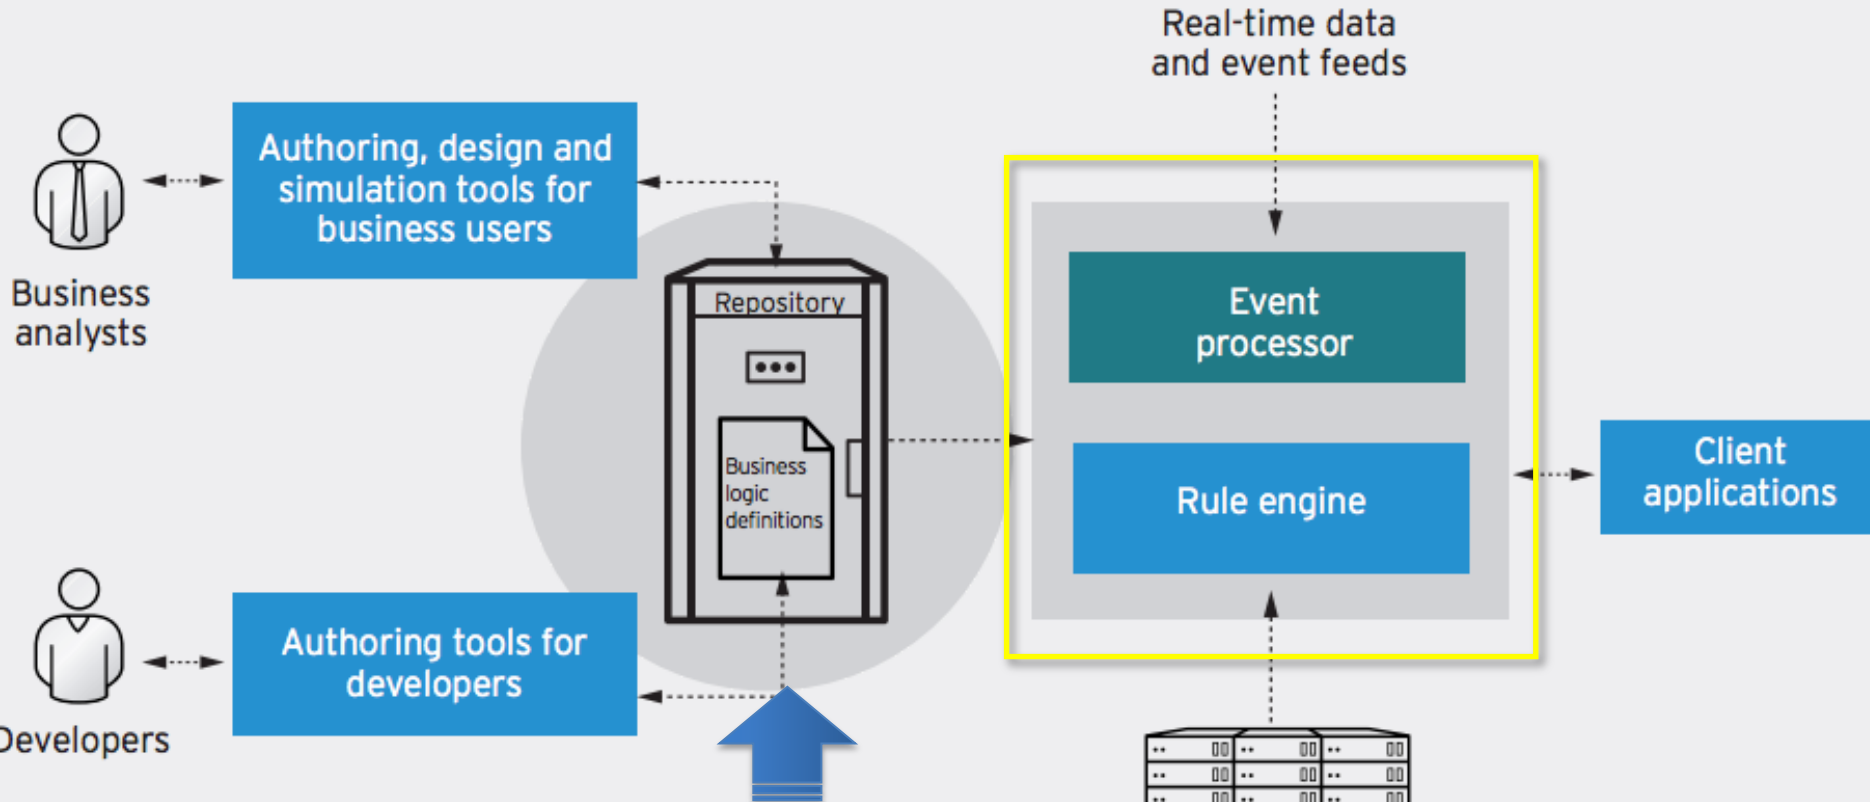 Real-time data
and event feeds
Authoring, design and
simulation tools for
business users
Business
analysts
Repository
Business
logic
definitions
Event
processor
Rule engine
Client
applications
Authoring tools for
developers
Developers